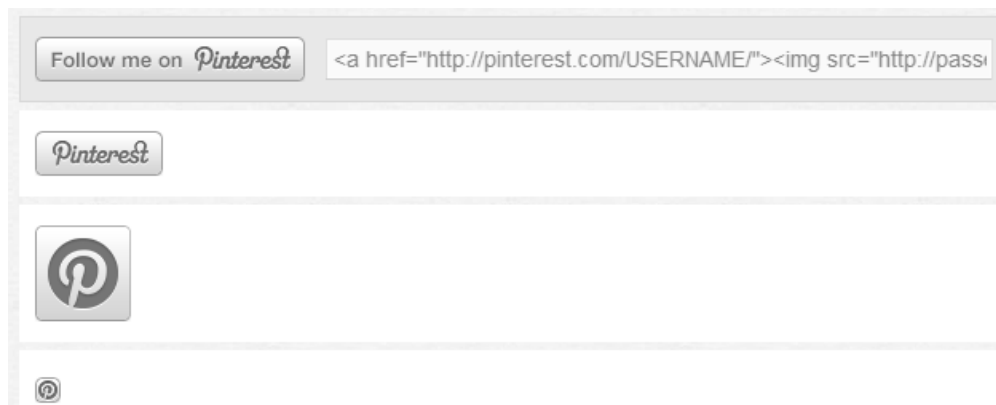 Follow me on Pinterest
<a href="http://pinterest.com/USERNAME/"><img src="http://pass
Pinterest